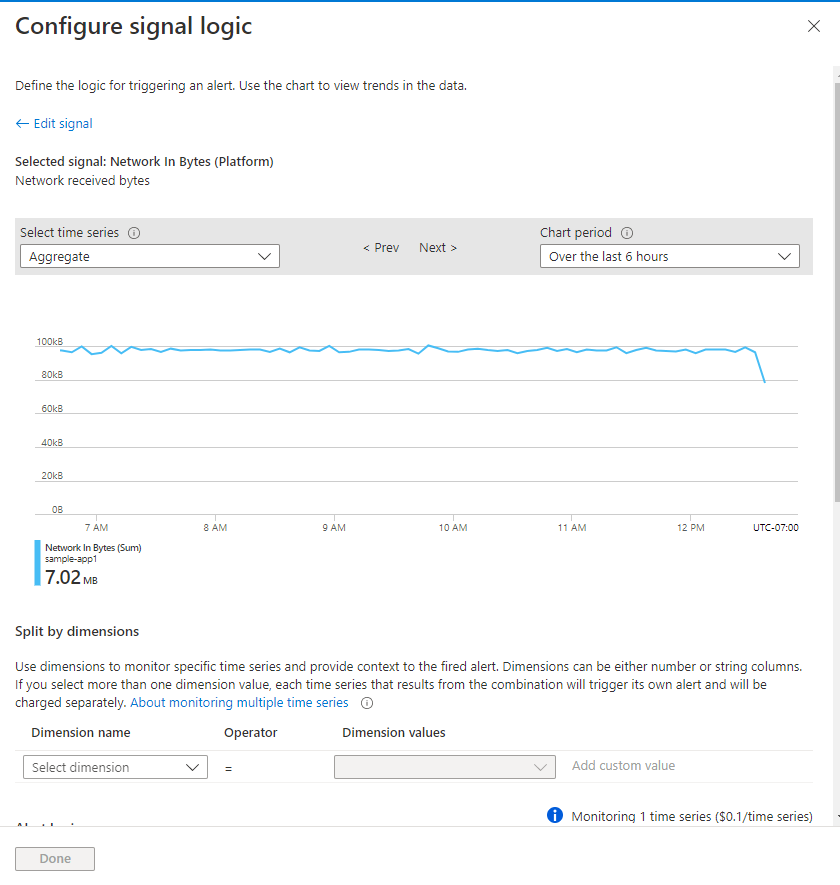 Configure signal logic
Define the logic for triggering an alert. Use the chart to view trends in the data.
← Edit signal
Selected signal: Network In Bytes (Platform)
Network received bytes
Select time series
Aggregate
< Prev Next >
Chart period
Over the last 6 hours
100kB
80kB
60kB
40kB
20kB
0B
7 AM 8 AM 9 AM 10 AM 11 AM 12 PM UTC-07:00
Network In Bytes (Sum)
sample-app1
7.02 MB
Split by dimensions
Use dimensions to monitor specific time series and provide context to the fired alert. Dimensions can be either number or string columns.
If you select more than one dimension value, each time series that results from the combination will trigger its own alert and will be
charged separately. About monitoring multiple time series
Dimension name Operator Dimension values
Select dimension = Add custom value
Monitoring 1 time series ($0.1/time series)
Done